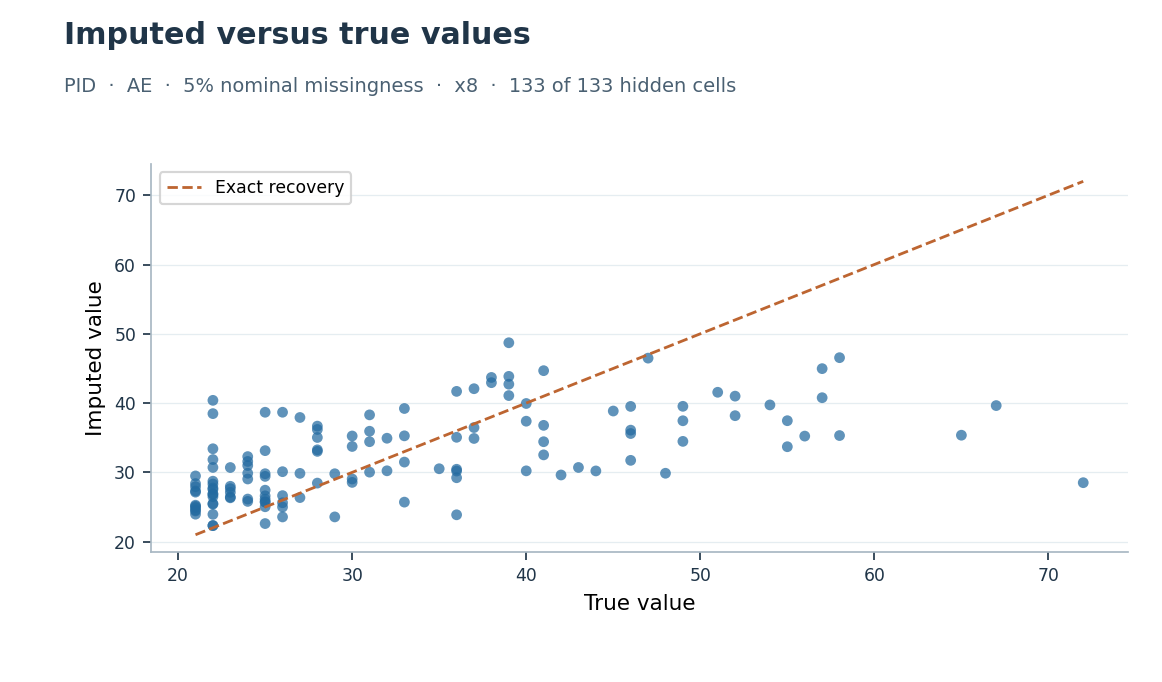 Imputed versus true values
PID · AE · 5% nominal missingness · x8 · 133 of 133 hidden cells
Exact recovery
70
60
50
40
30
20
Imputed value
20 30 40 50 60 70
True value